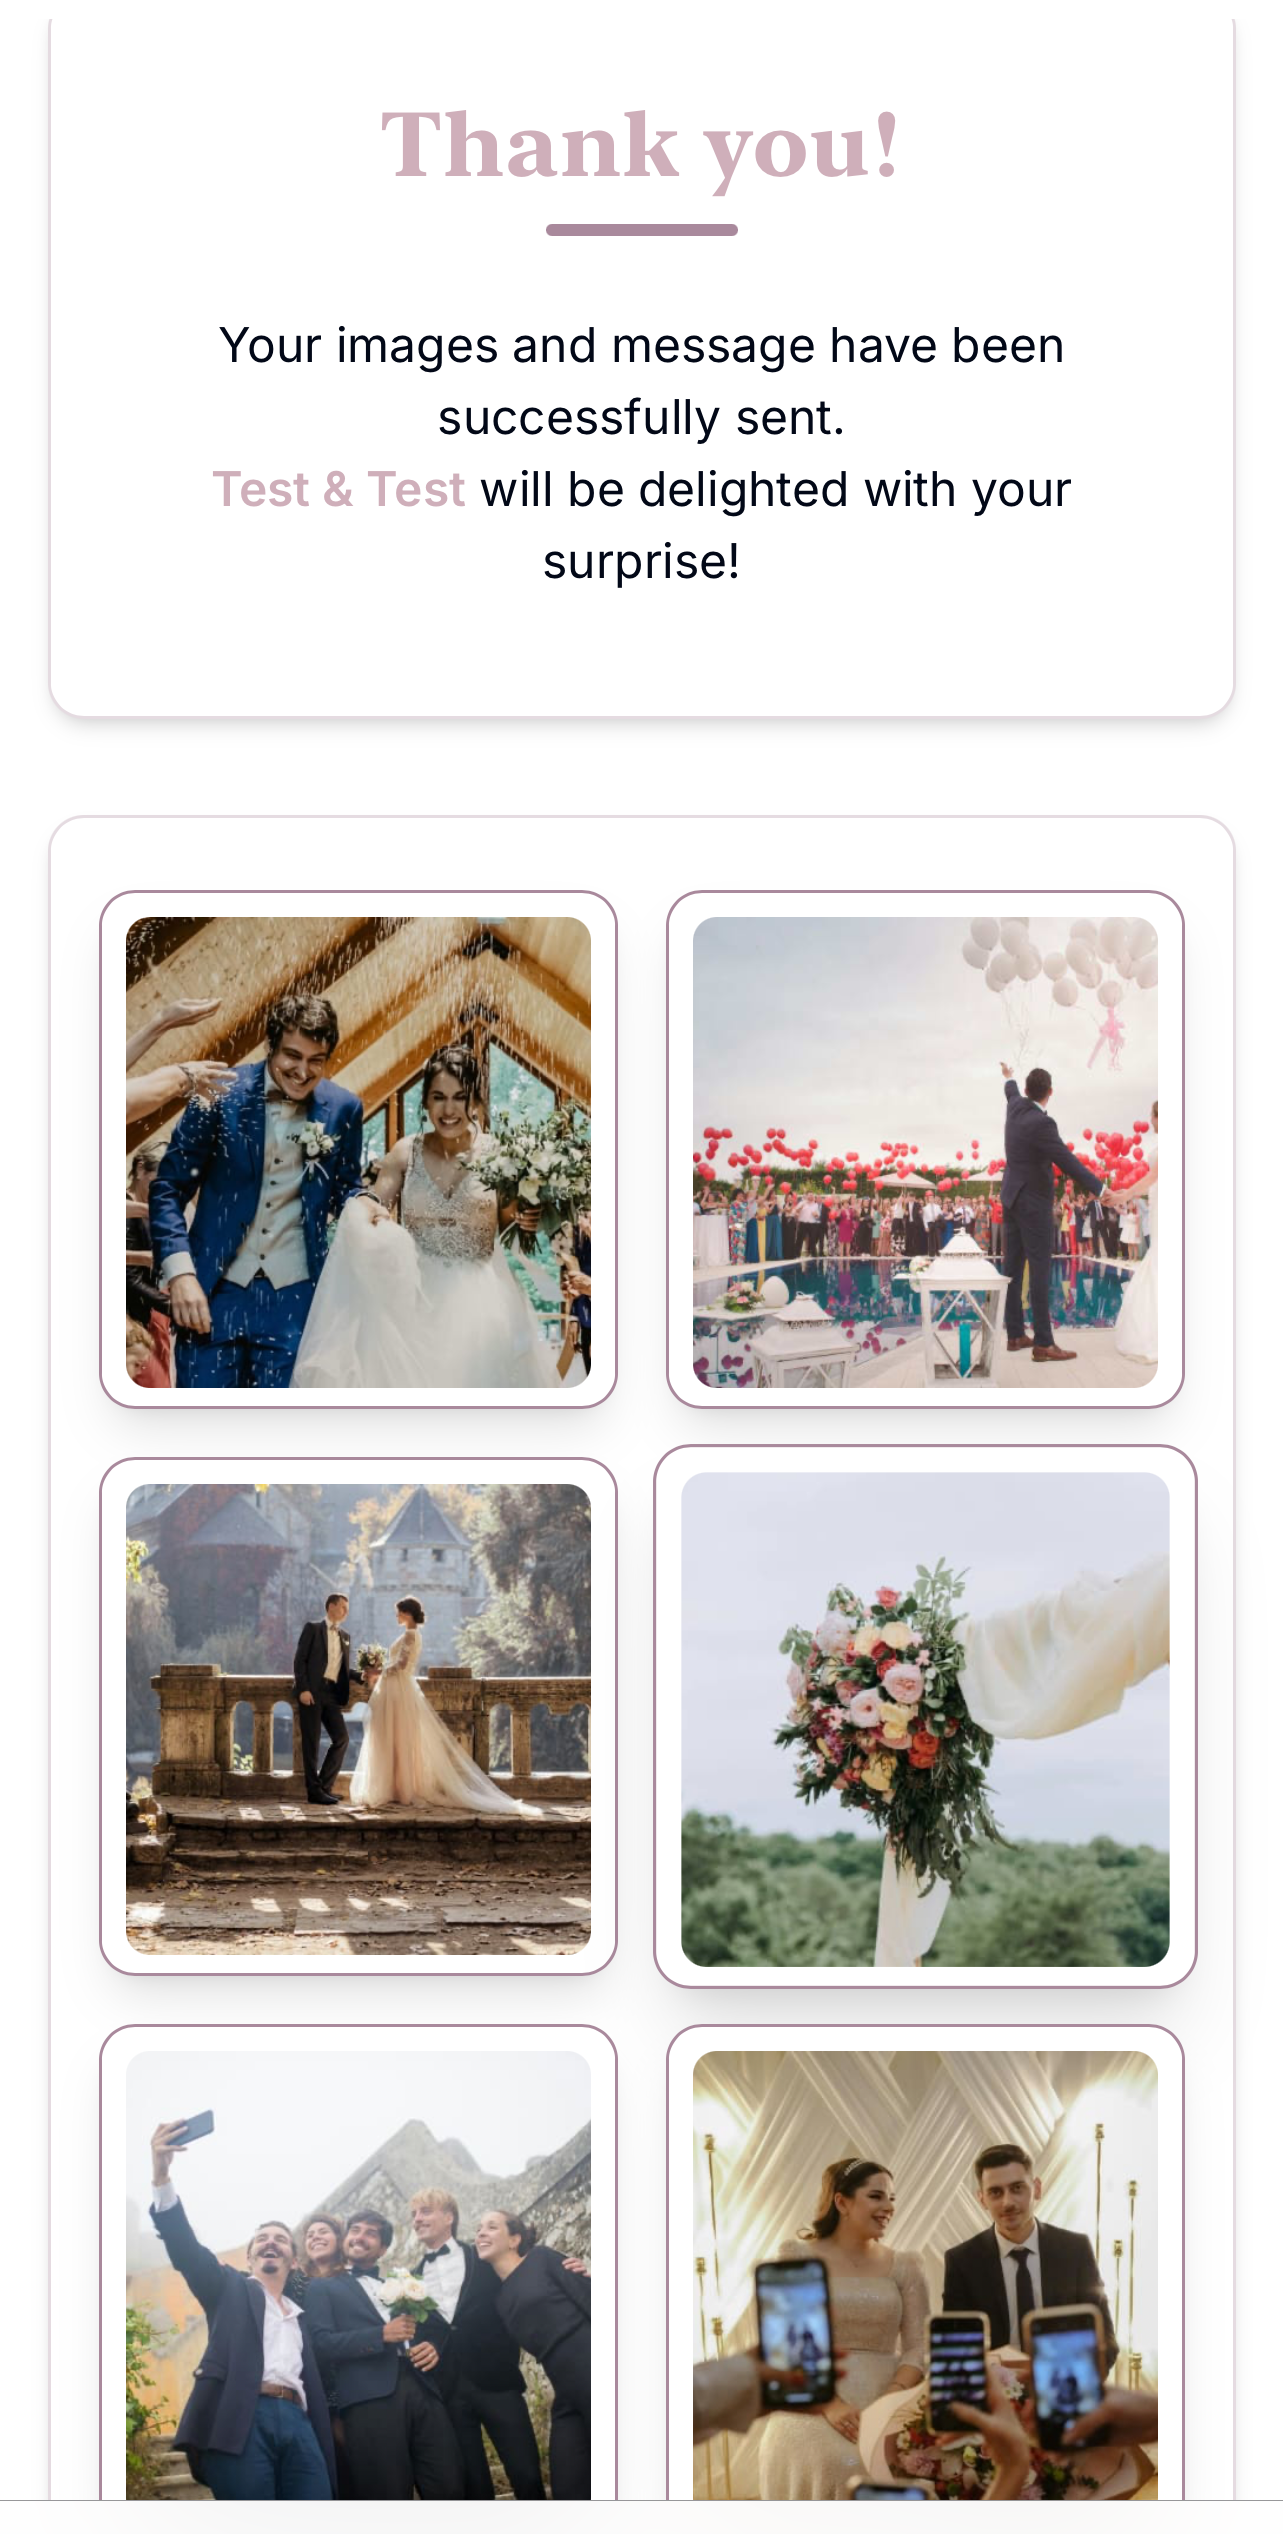 Thank you!
Your images and message have been
successfully sent.
Test & Test will be delighted with your
surprise!